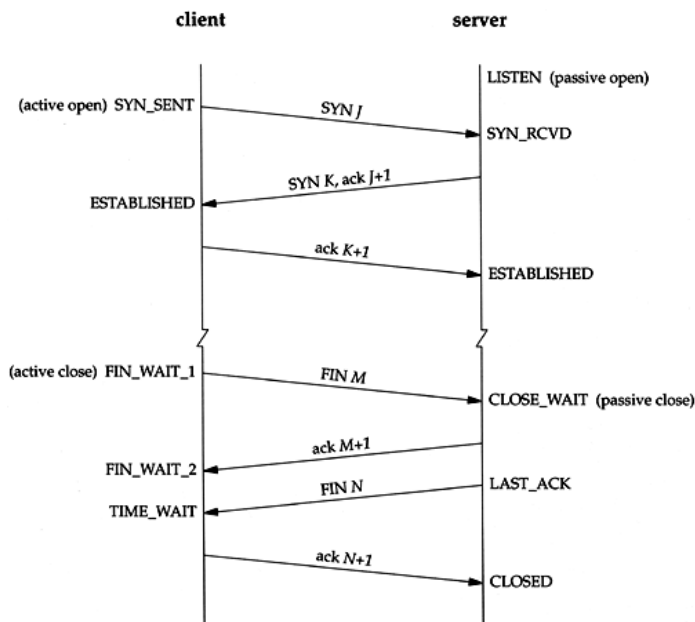 client server
LISTEN (passive open)
(active open) SYN_SENT SYN J
SYN_RCVD
SYN K, ack J+1
ESTABLISHED
ack K+1
ESTABLISHED
(active close) FIN_WAIT_1 FIN M
CLOSE_WAIT (passive close)
ack M+1
FIN_WAIT_2
FIN N LAST_ACK
TIME_WAIT
ack N+1
CLOSED